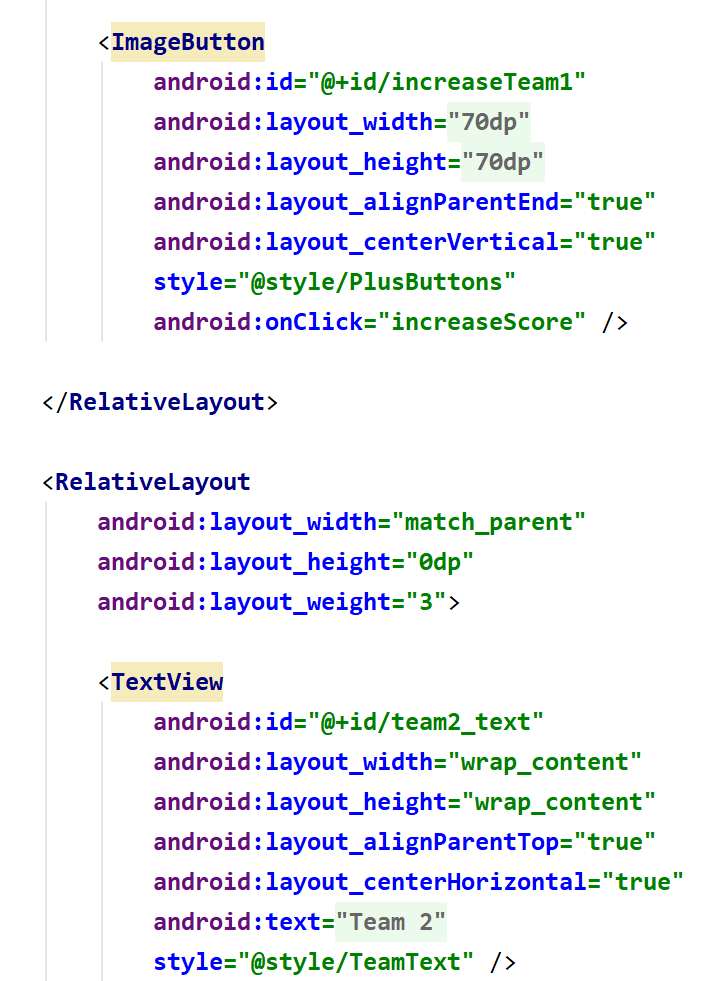 <ImageButton
android:id="@+id/increaseTeam1"
android:layout_width="70dp"
android:layout_height="70dp"
android:layout_alignParentEnd="true"
android:layout_centerVertical="true"
style="@style/PlusButtons"
android:onClick="increaseScore" />
</RelativeLayout>
<RelativeLayout
android:layout_width="match_parent"
android:layout_height="0dp"
android:layout_weight="3">
<TextView
android:id="@+id/team2_text"
android:layout_width="wrap_content"
android:layout_height="wrap_content"
android:layout_alignParentTop="true"
android:layout_centerHorizontal="true"
android:text="Team 2"
style="@style/TeamText" />